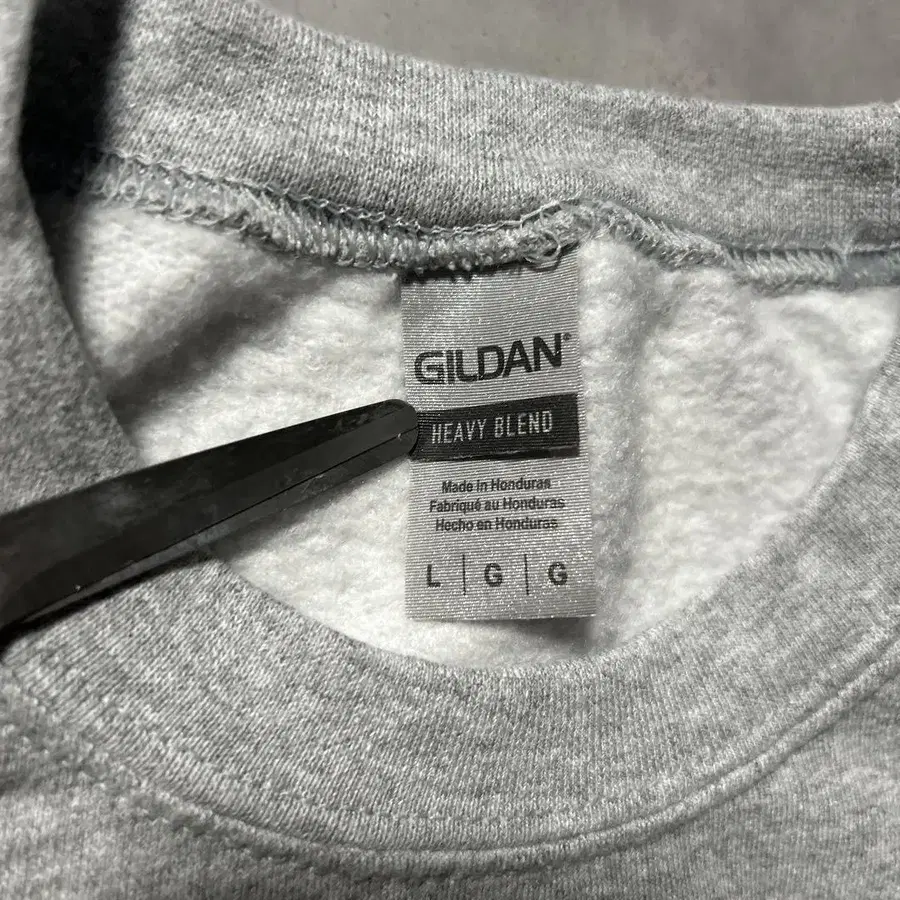 GILDAN®
HEAVY BLEND
Made in Honduras
Fabriqué au Honduras
Hecho en Honduras
L | G | G